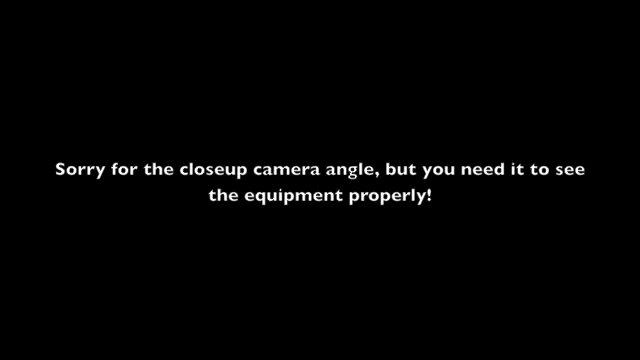 Sorry for the closeup camera angle, but you need it to see
the equipment properly!